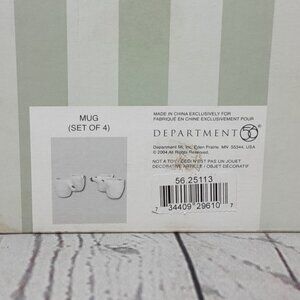 MUG
(SET OF 4)
MADE IN CHINA EXCLUSIVELY FOR
FABRIQUÉ EN CHINE EXCLUSIVEMENT POUR
DEPARTMENT 56
Department 56, Eden Prairie, MN 55344, USA
© 2004 All Rights Reserved.
NOT A TOY / CECI N'EST PAS UN JOUET
DECORATIVE ARTICLE / OBJET DÉCORATIF
56.25113
7 34409 29610 7